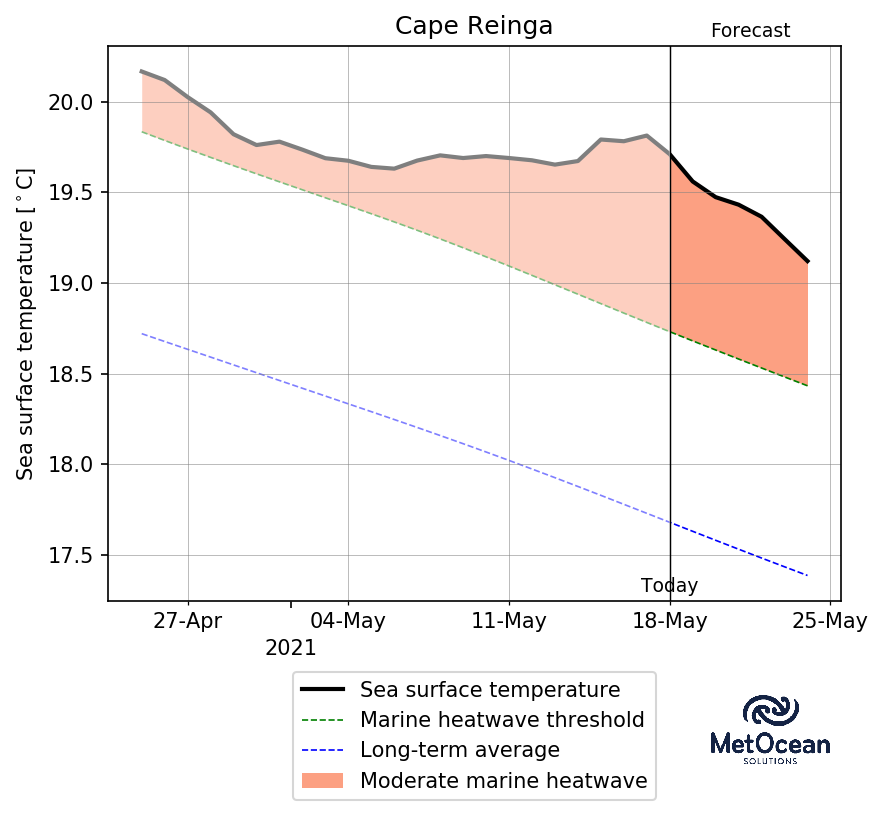 Cape Reinga
Forecast
Sea surface temperature [°C]
20.0
19.5
19.0
18.5
18.0
17.5
Today
27-Apr 04-May 11-May 18-May 25-May
2021
Sea surface temperature
Marine heatwave threshold
Long-term average
Moderate marine heatwave
MetOcean
SOLUTIONS